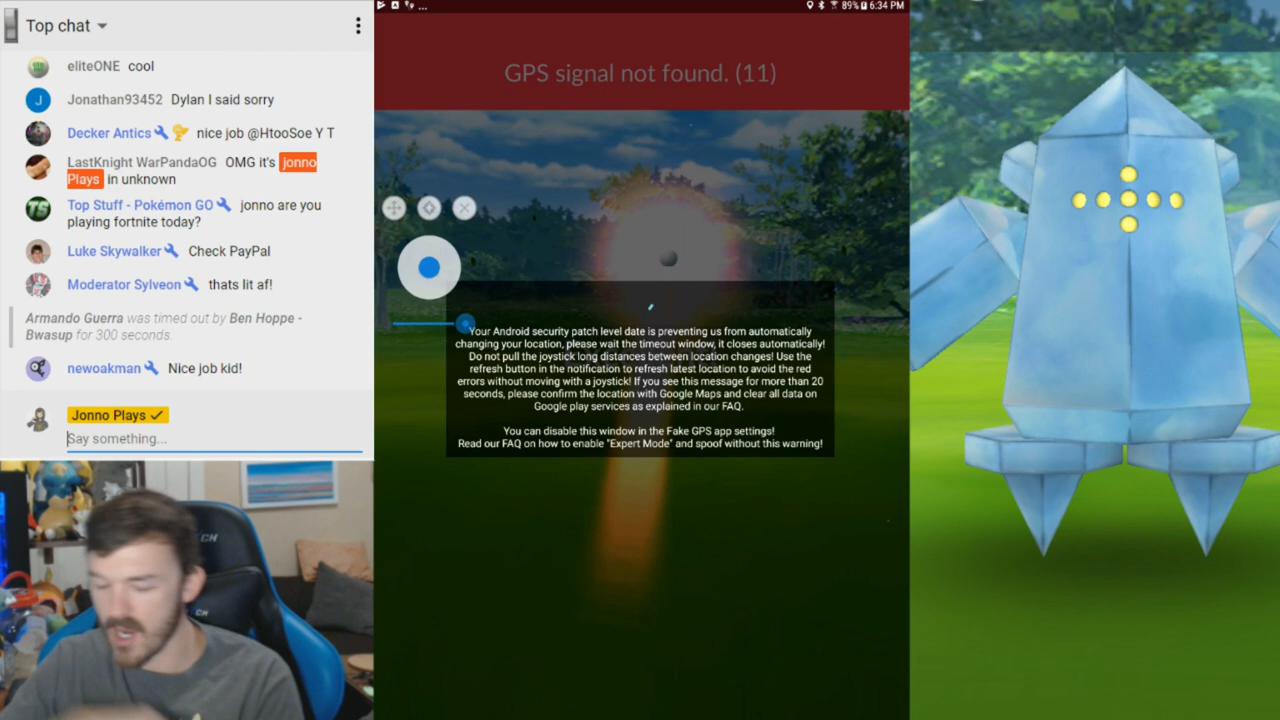 Top chat
eliteONE cool
J Jonathan93452 Dylan I said sorry
Decker Antics nice job @HtooSoe Y T
LastKnight WarPandaOG OMG it's jonno
Plays in unknown
TS Top Stuff - Pokémon GO jonno are you
playing fortnite today?
Luke Skywalker Check PayPal
Moderator Sylveon thats lit af!
Armando Guerra was timed out by Ben Hoppe -
Bwasup for 300 seconds.
newoakman Nice job kid!
Jonno Plays
Say something...
... 89% 6:34 PM
GPS signal not found. (11)
Your Android security patch level date is preventing us from automatically
changing your location, please wait the timeout window, it closes automatically!
Do not pull the joystick long distances between location changes! Use the
refresh button in the notification to refresh latest location to avoid the red
errors without moving with a joystick! If you see this message for more than 20
seconds, please confirm the location with Google Maps and clear all data on
Google play services as explained in our FAQ.
You can disable this window in the Fake GPS app settings!
Read our FAQ on how to enable "Expert Mode" and spoof without this warning!